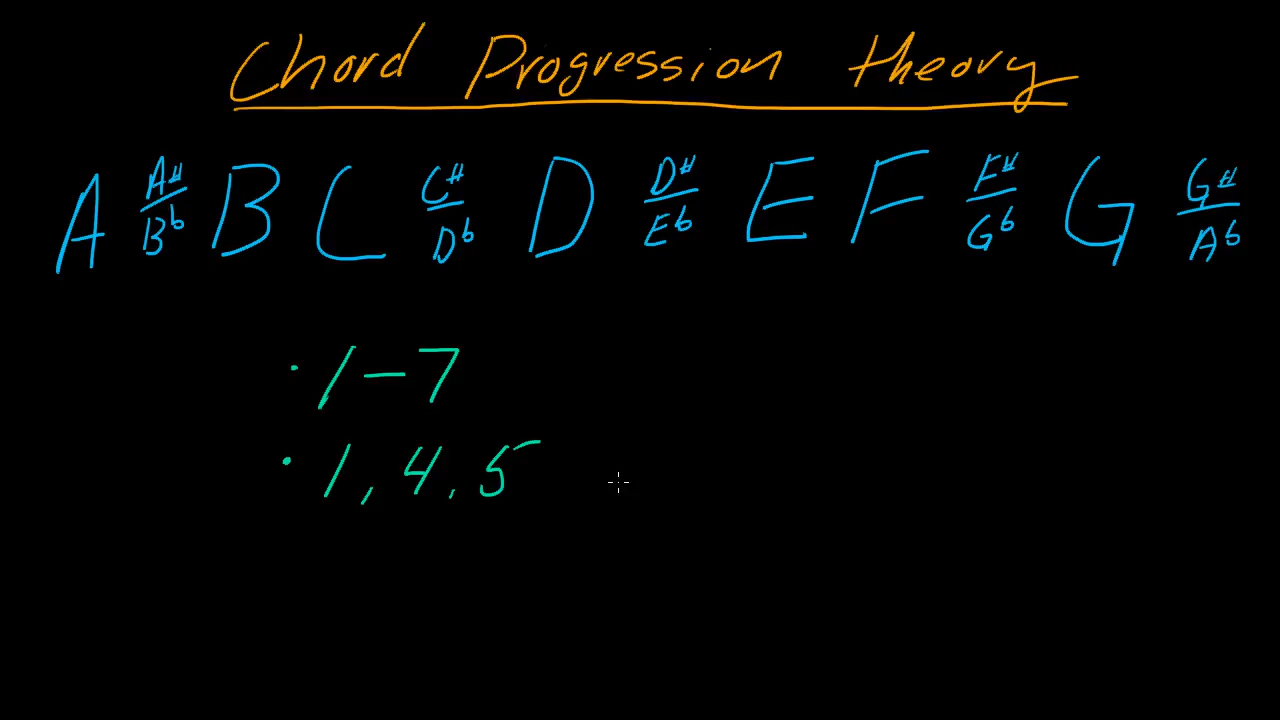 Chord Progression theory
A A#/Bb B C C#/Db D D#/Eb E F F#/Gb G G#/Ab
· 1 – 7
· 1, 4, 5